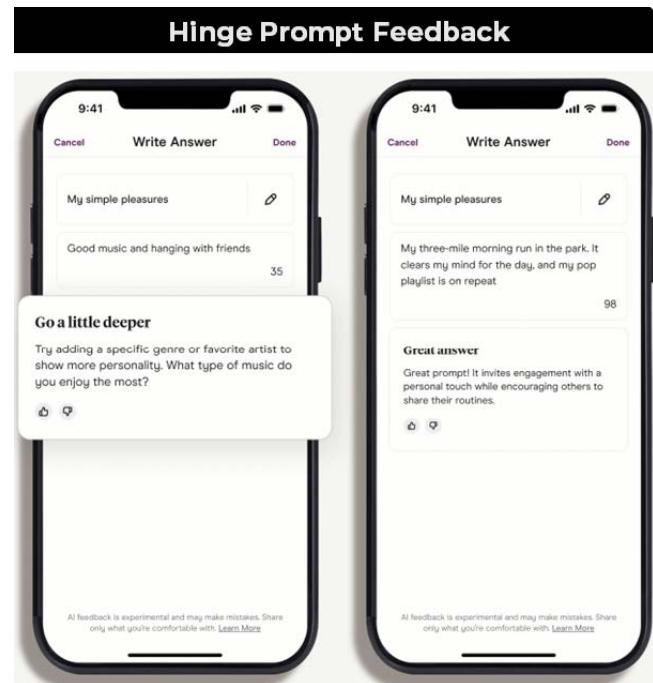 Hinge Prompt Feedback
9:41
Cancel Write Answer Done
My simple pleasures
Good music and hanging with friends
35
Go a little deeper
Try adding a specific genre or favorite artist to
show more personality. What type of music do
you enjoy the most?
AI feedback is experimental and may make mistakes. Share
only what you're comfortable with. Learn More
9:41
Cancel Write Answer Done
My simple pleasures
My three-mile morning run in the park. It
clears my mind for the day, and my pop
playlist is on repeat
98
Great answer
Great prompt! It invites engagement with a
personal touch while encouraging others to
share their routines.
AI feedback is experimental and may make mistakes. Share
only what you're comfortable with. Learn More